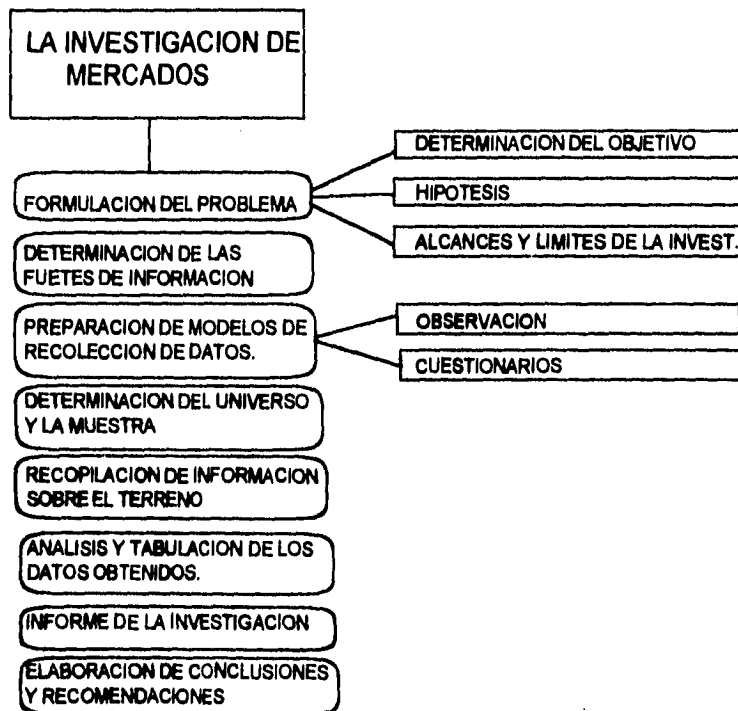 LA INVESTIGACION DE
MERCADOS
FORMULACION DEL PROBLEMA
DETERMINACION DEL OBJETIVO
HIPOTESIS
ALCANCES Y LIMITES DE LA INVEST.
DETERMINACION DE LAS
FUETES DE INFORMACION
PREPARACION DE MODELOS DE
RECOLECCION DE DATOS.
OBSERVACION
CUESTIONARIOS
DETERMINACION DEL UNIVERSO
Y LA MUESTRA
RECOPILACION DE INFORMACION
SOBRE EL TERRENO
ANALISIS Y TABULACION DE LOS
DATOS OBTENIDOS.
INFORME DE LA INVESTIGACION
ELABORACION DE CONCLUSIONES
Y RECOMENDACIONES